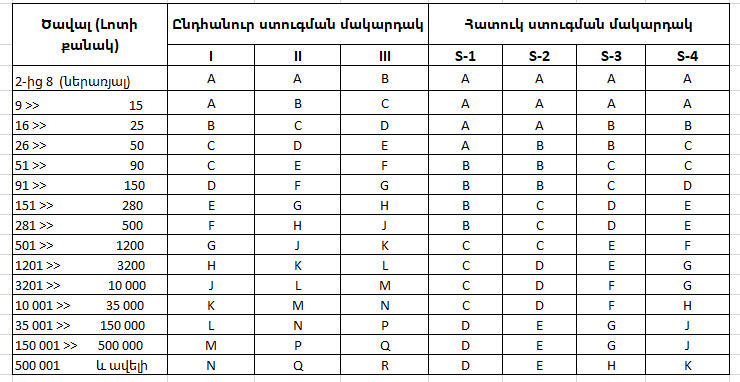 Ծավալ (Լոտի քանակ) Ընդհանուր ստուգման մակարդակ Հատուկ ստուգման մակարդակ
I II III S-1 S-2 S-3 S-4
2-ից 8 (ներառյալ) A A B A A A A
9 >> 15 A B C A A A A
16 >> 25 B C D A A B B
26 >> 50 C D E A B B C
51 >> 90 C E F B B C C
91 >> 150 D F G B B C D
151 >> 280 E G H B C D E
281 >> 500 F H J B C D E
501 >> 1200 G J K C C E F
1201 >> 3200 H K L C D E G
3201 >> 10 000 J L M C D F G
10 001 >> 35 000 K M N C D F H
35 001 >> 150 000 L N P D E G J
150 001 >> 500 000 M P Q D E G J
500 001 և ավելի N Q R D E H K